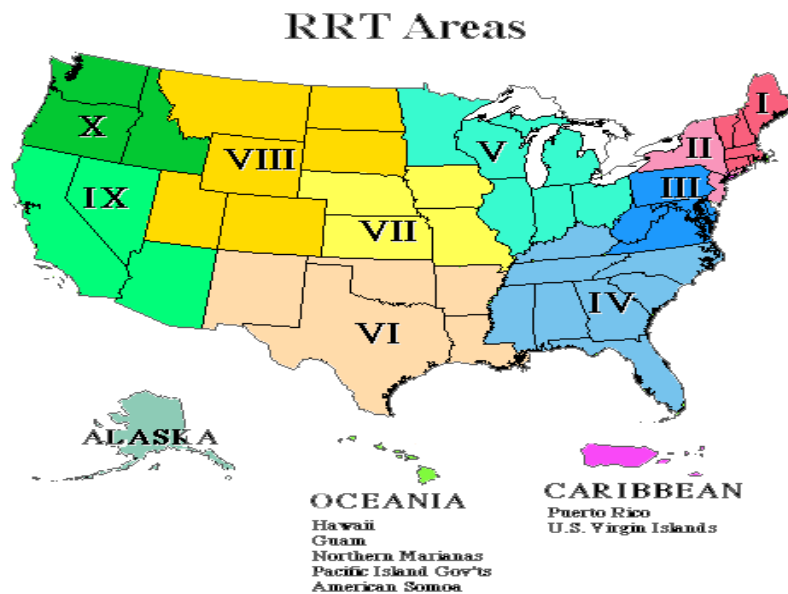 RRT Areas
I
X
II
V
VIII
III
IX
VII
IV
VI
ALASKA
OCEANIA
Hawaii
Guam
Northern Marianas
Pacific Island Gov'ts
American Somoa
CARIBBEAN
Puerto Rico
U.S. Virgin Islands